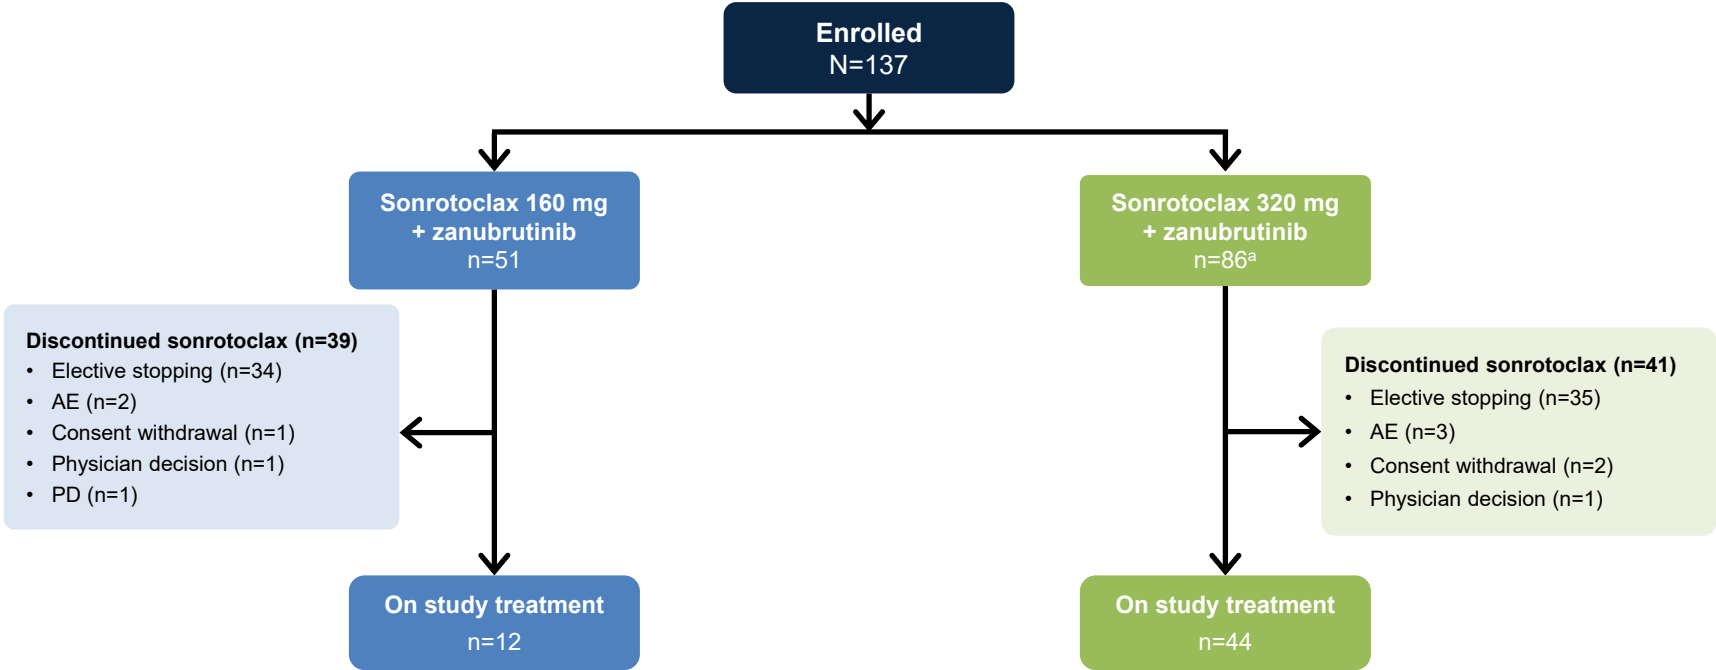 Enrolled
N=137
Sonrotoclax 160 mg
+ zanubrutinib
n=51
Sonrotoclax 320 mg
+ zanubrutinib
n=86ᵃ
Discontinued sonrotoclax (n=39)
• Elective stopping (n=34)
• AE (n=2)
• Consent withdrawal (n=1)
• Physician decision (n=1)
• PD (n=1)
Discontinued sonrotoclax (n=41)
• Elective stopping (n=35)
• AE (n=3)
• Consent withdrawal (n=2)
• Physician decision (n=1)
On study treatment
n=12
On study treatment
n=44